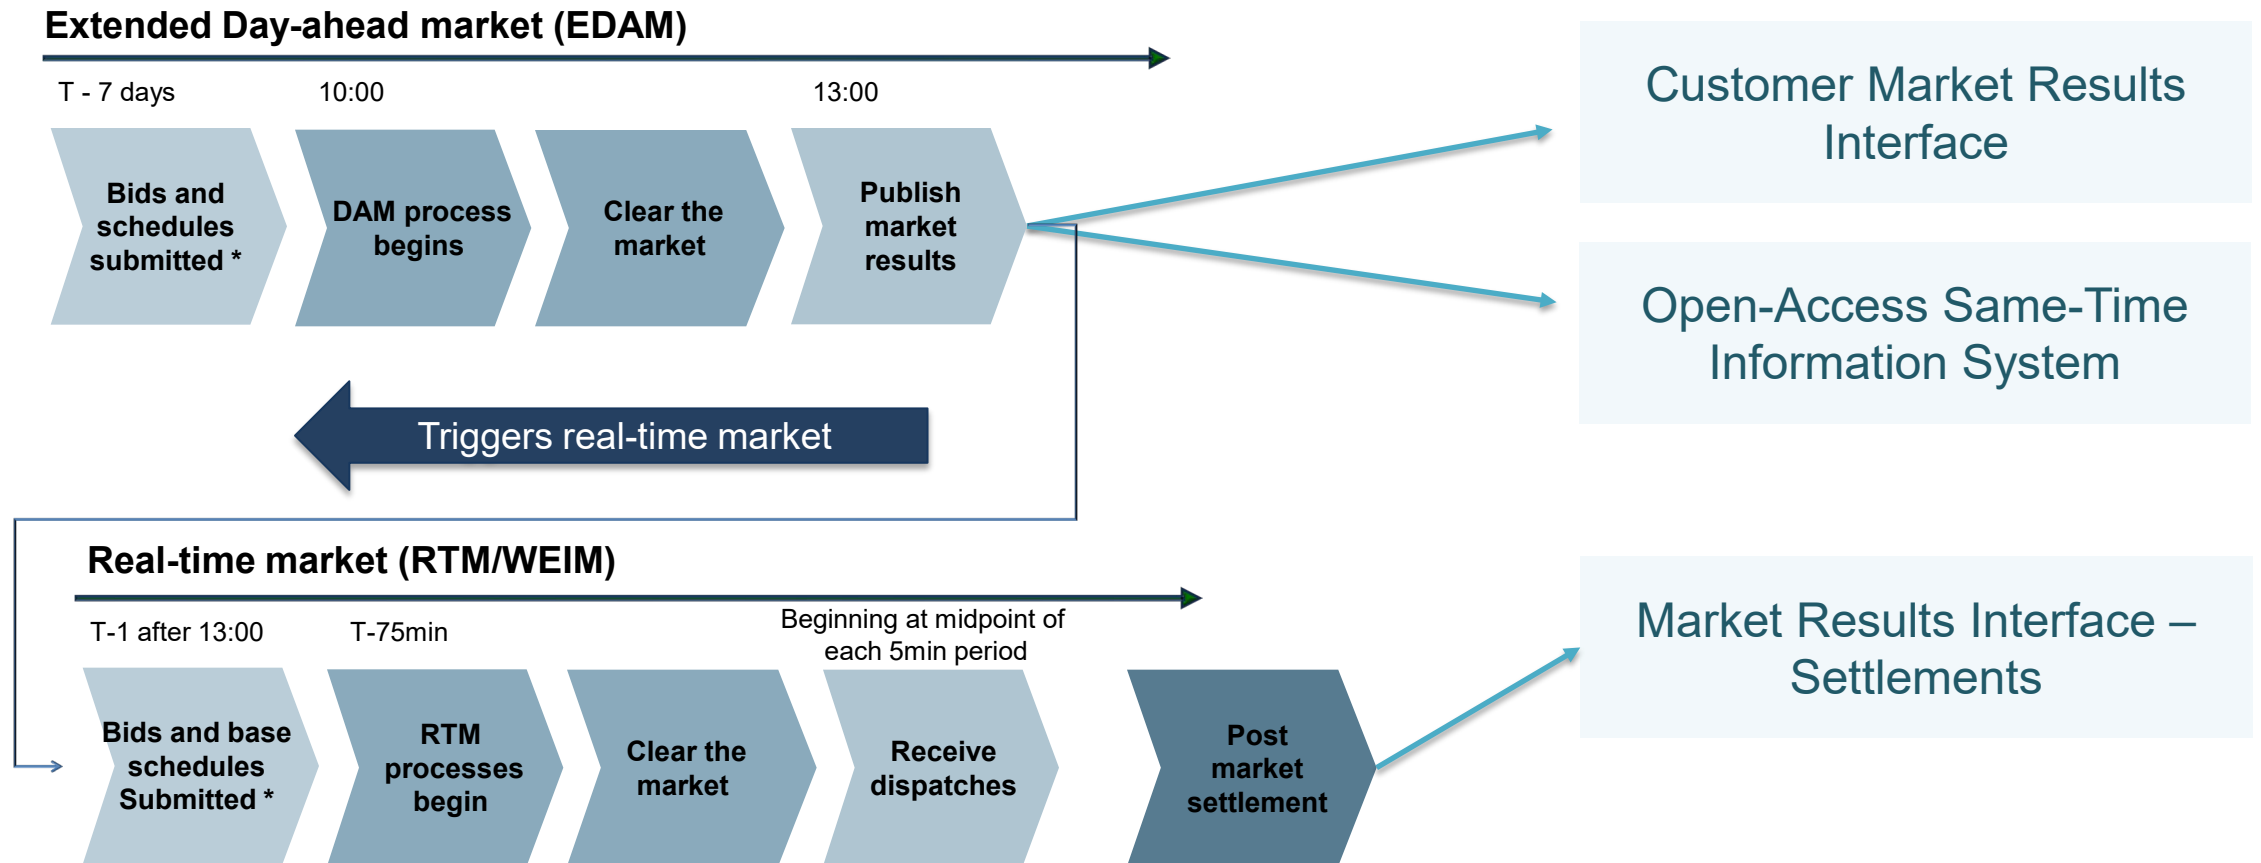 Extended Day-ahead market (EDAM)
T - 7 days
10:00
13:00
Bids and
schedules
submitted *
DAM process
begins
Clear the
market
Publish
market
results
Customer Market Results
Interface
Open-Access Same-Time
Information System
Triggers real-time market
Real-time market (RTM/WEIM)
T-1 after 13:00
T-75min
Beginning at midpoint of
each 5min period
Bids and base
schedules
Submitted *
RTM
processes
begin
Clear the
market
Receive
dispatches
Post
market
settlement
Market Results Interface –
Settlements